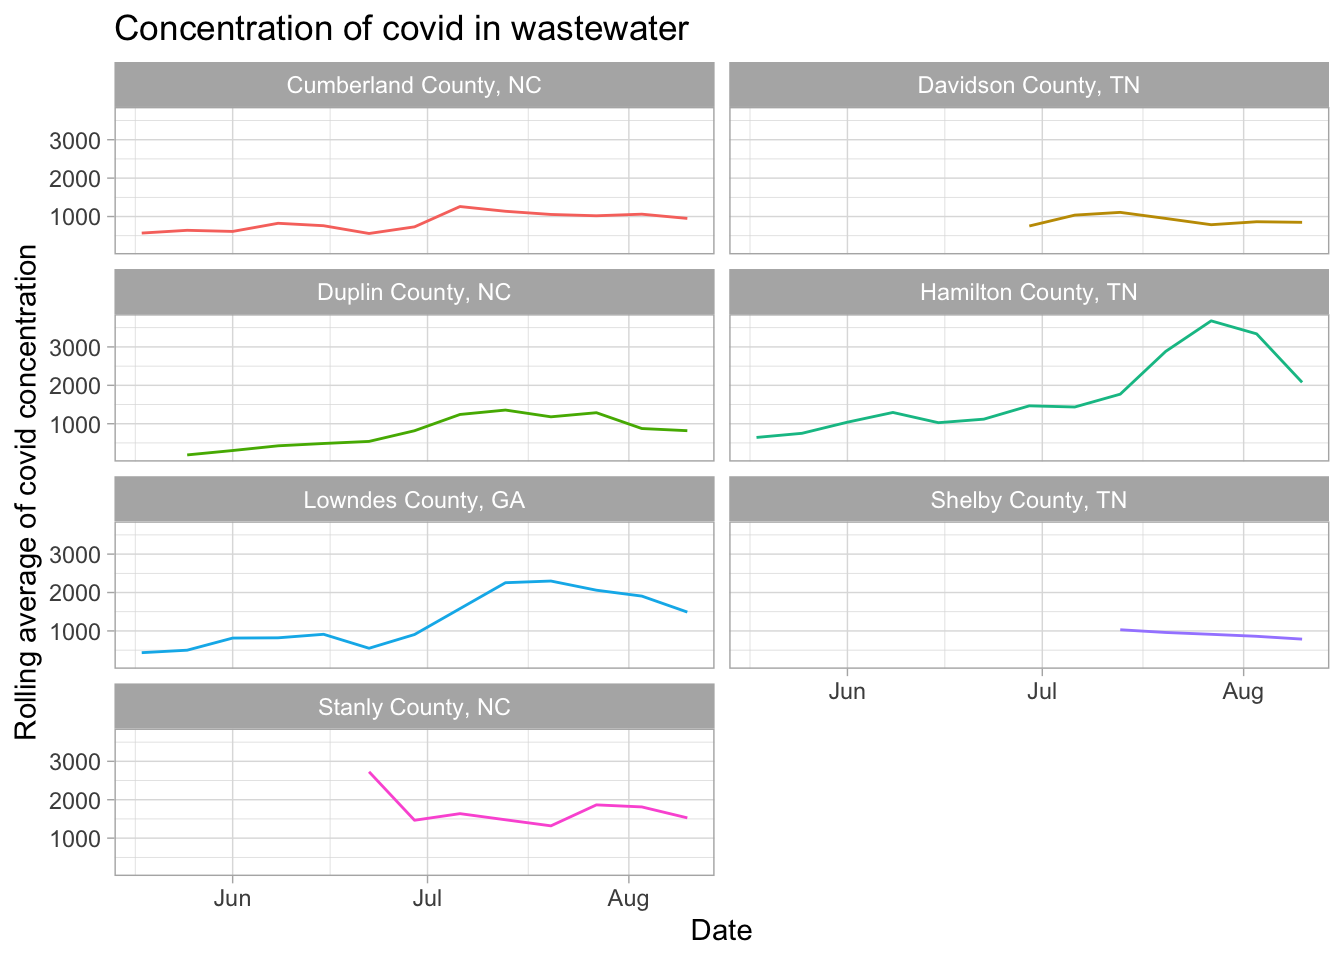 Concentration of covid in wastewater
Cumberland County, NC
Davidson County, TN
3000
2000
1000
Duplin County, NC
Hamilton County, TN
3000
2000
1000
Lowndes County, GA
Shelby County, TN
3000
2000
1000
Jun
Jul
Aug
Stanly County, NC
3000
2000
1000
Jun
Jul
Aug
Rolling average of covid concentration
Date